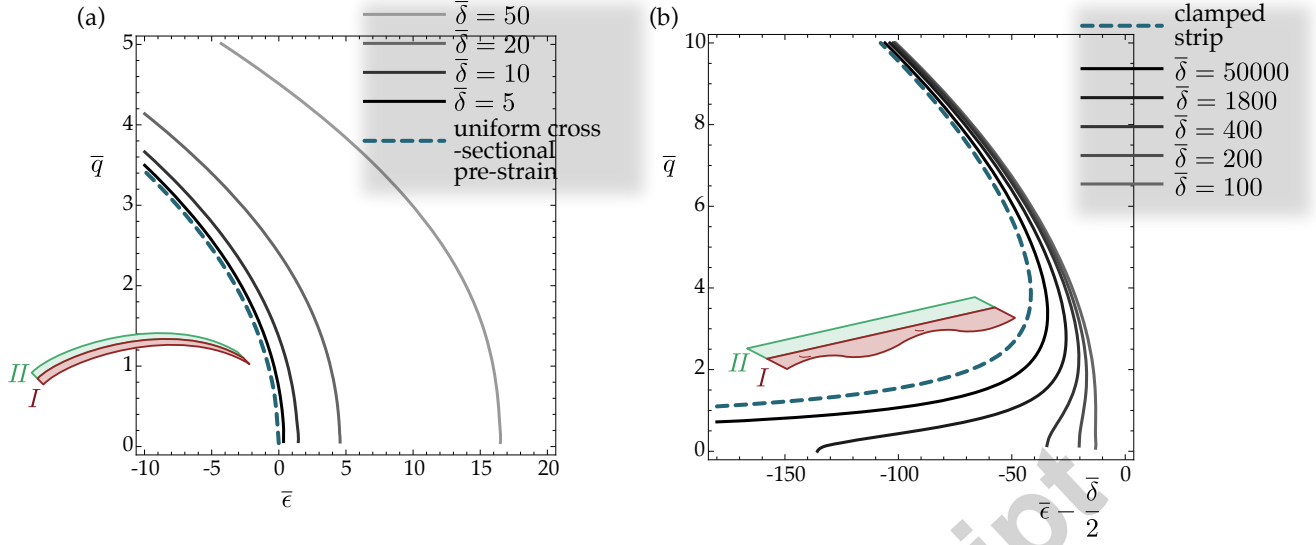 (a)
δ̅ = 50
δ̅ = 20
δ̅ = 10
δ̅ = 5
uniform cross
-sectional
pre-strain
5
4
3
2
1
0
q̅
II
I
-10 -5 0 5 10 15 20
ϵ̅
(b)
clamped
strip
δ̅ = 50000
δ̅ = 1800
δ̅ = 400
δ̅ = 200
δ̅ = 100
10
8
6
4
2
0
q̅
II
I
-150 -100 -50 0
ϵ̅ − δ̅/2
ipt